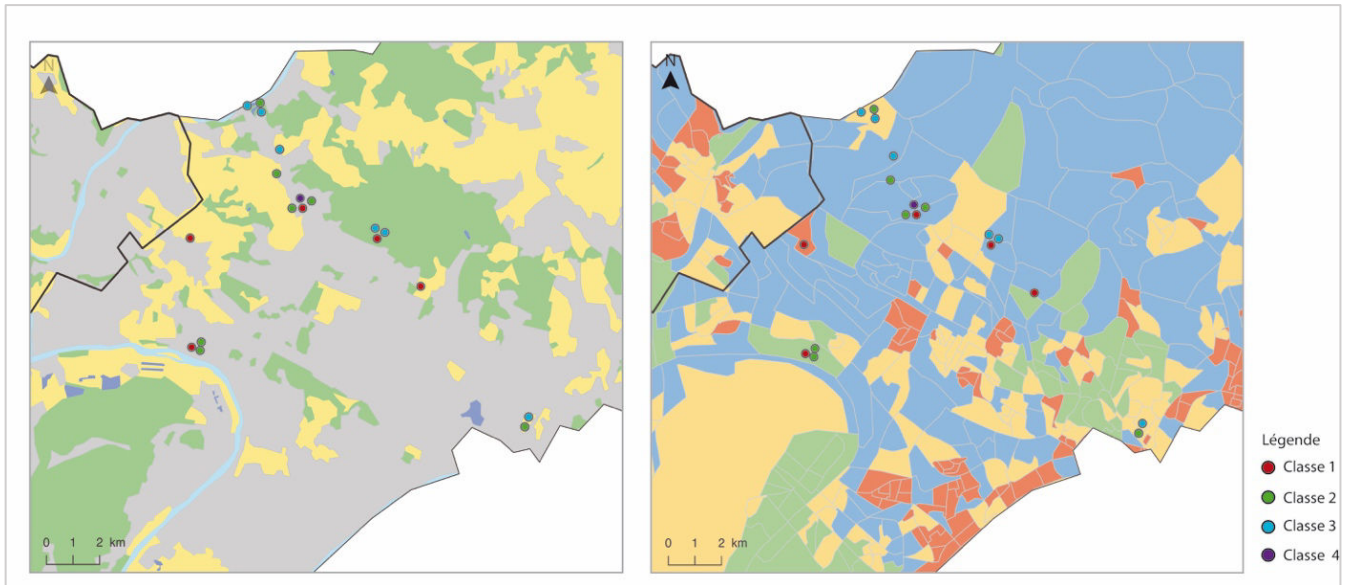 N
0 1 2 km
N
0 1 2 km
Légende
Classe 1
Classe 2
Classe 3
Classe 4